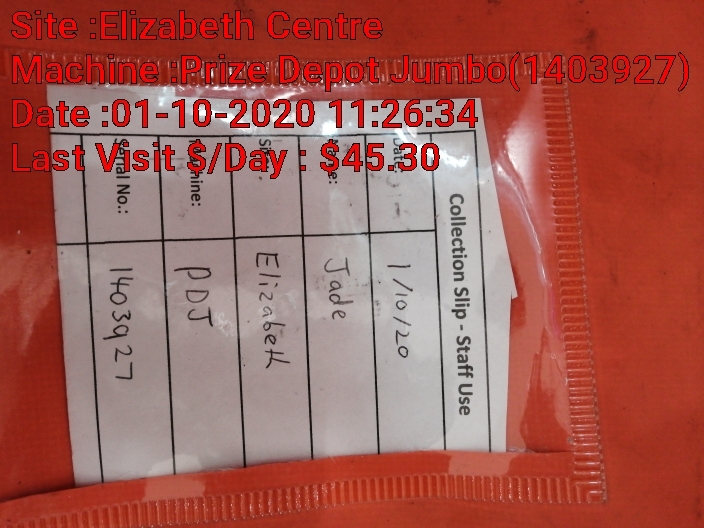 Site :Elizabeth Centre
Machine :Prize Depot Jumbo(1403927)
Date :01-10-2020 11:26:34
Last Visit $/Day : $45.30
Collection Slip - Staff Use
Date: 1/10/20
Jade
Elizabeth
PDJ
Serial No.: 1403927